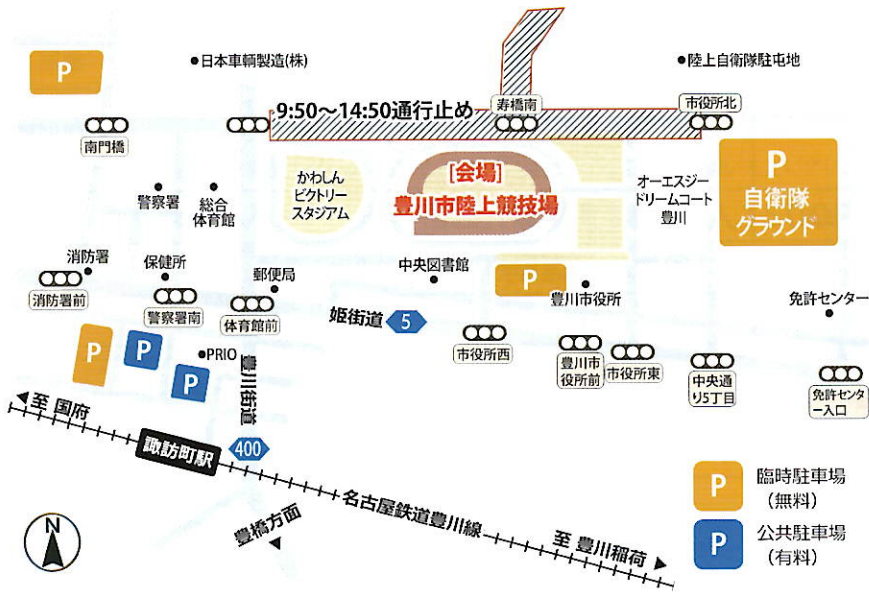 P
日本車輌製造(株)
陸上自衛隊駐屯地
9:50〜14:50通行止め
寿橋南
市役所北
南門橋
警察署
総合
体育館
かわしん
ビクトリー
スタジアム
[会場]
豊川市陸上競技場
オーエスジー
ドリームコート
豊川
P
自衛隊
グラウンド
消防署
消防署前
保健所
警察署南
郵便局
体育館前
中央図書館
P
豊川市役所
免許センター
姫街道
5
市役所西
豊川市
役所前
市役所東
中央通
り5丁目
免許センタ
ー入口
P
P
P
PRIO
豊川街道
400
至 国府
諏訪町駅
名古屋鉄道豊川線
豊橋方面
至 豊川稲荷
N
P
臨時駐車場
(無料)
P
公共駐車場
(有料)